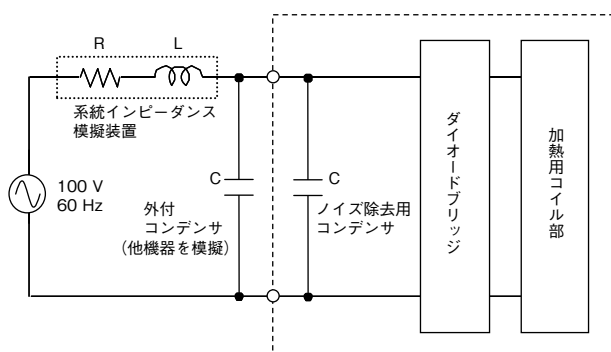 R L
系統インピーダンス
模擬装置
100 V
60 Hz
C
外付
コンデンサ
(他機器を模擬)
C
ノイズ除去用
コンデンサ
ダイオードブリッジ
加熱用コイル部